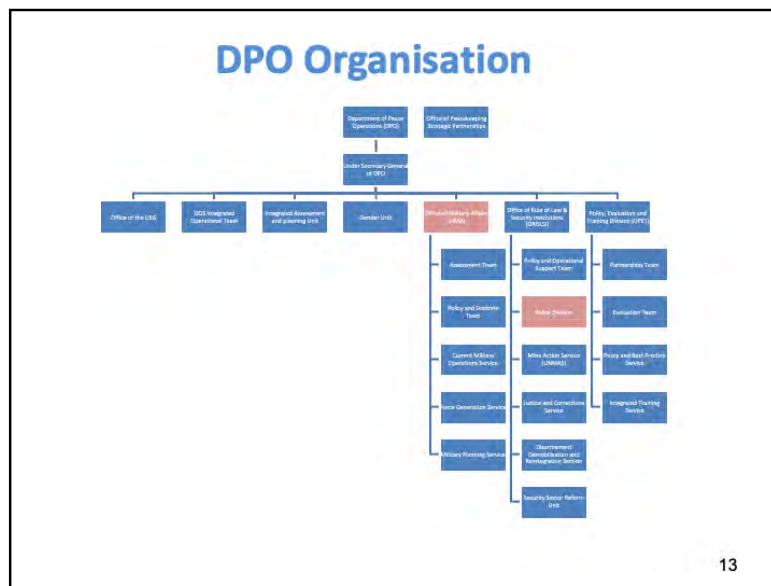 DPO Organisation
Department of Peace
Operations (DPO)
Office of Peacekeeping
Strategic Partnerships
Under Secretary General
of DPO
Office of the USG
Integrated Operational Team
Integrated Assessment
and planning Unit
Gender Unit
Office of Military Affairs
(OMA)
Office of Rule of Law &
Security Institutions
Policy, Evaluation and
Training Division
Assessment Team
Policy and Doctrine
Team
Current Military
Operations Service
Force Generation Service
Military Planning Service
Policy and Operational
Support Team
Police Division
Mine Action Service
(UNMAS)
Justice and Corrections
Service
Disarmament
Demobilisation and
Reintegration Section
Security Sector Reform
Unit
Partnership Team
Evaluation Team
Policy and Best Practice
Service
Integrated Training
Service
13